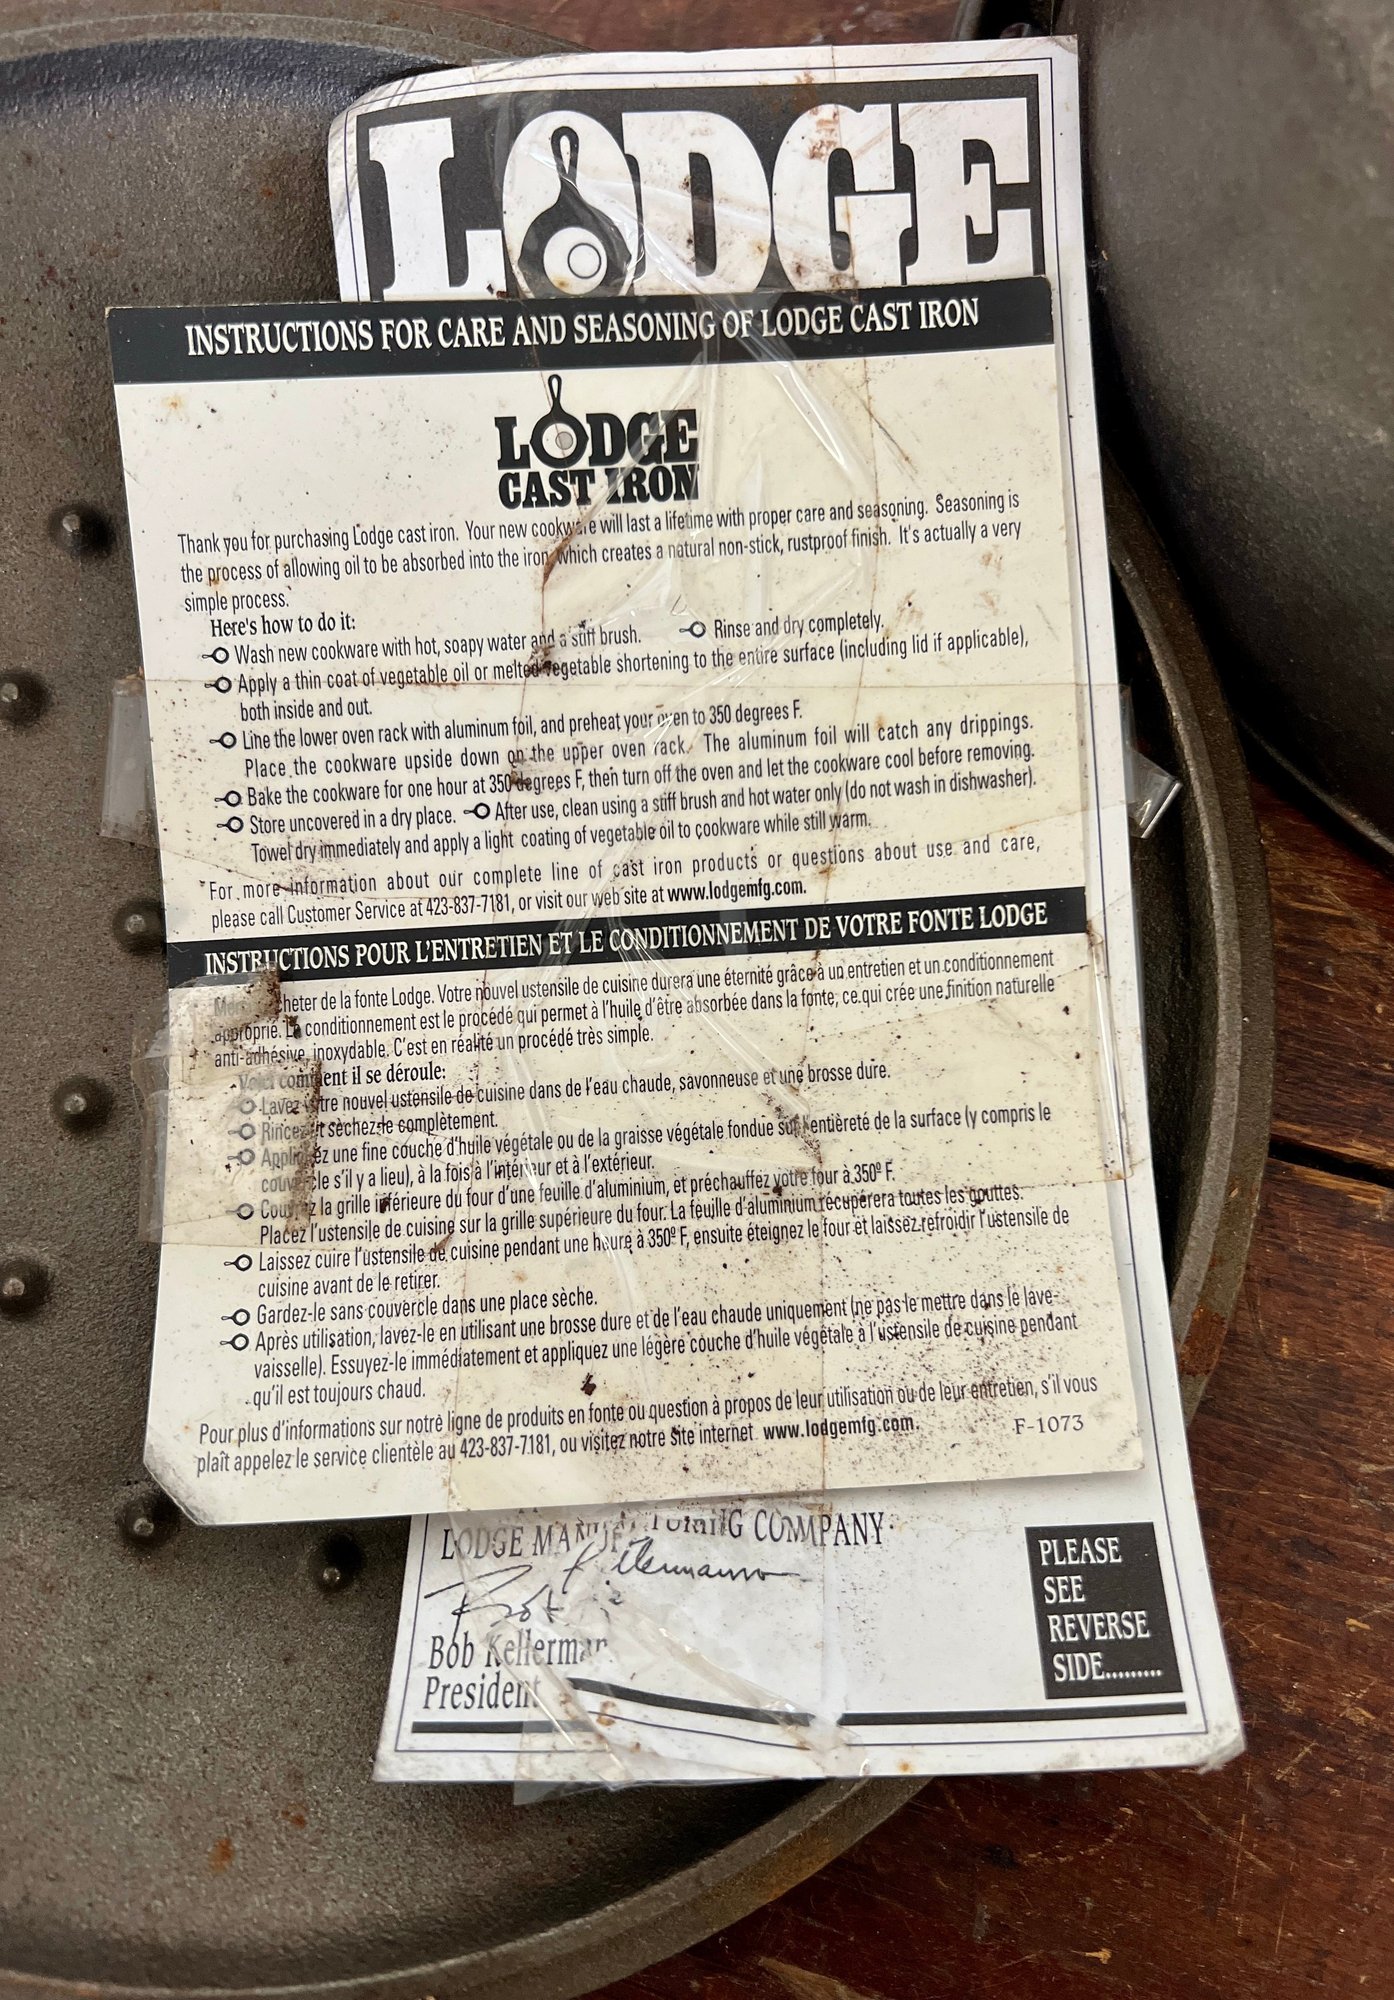 LODGE
INSTRUCTIONS FOR CARE AND SEASONING OF LODGE CAST IRON
LODGE
CAST IRON
Thank you for purchasing Lodge cast iron. Your new cookware will last a lifetime with proper care and seasoning. Seasoning is
the process of allowing oil to be absorbed into the iron, which creates a natural non-stick, rustproof finish. It's actually a very
simple process.
Here's how to do it:
Wash new cookware with hot, soapy water and a stiff brush. Rinse and dry completely.
Apply a thin coat of vegetable oil or melted vegetable shortening to the entire surface (including lid if applicable),
both inside and out.
Line the lower oven rack with aluminum foil, and preheat your oven to 350 degrees F.
Place the cookware upside down on the upper oven rack. The aluminum foil will catch any drippings.
Bake the cookware for one hour at 350 degrees F, then turn off the oven and let the cookware cool before removing.
Store uncovered in a dry place. After use, clean using a stiff brush and hot water only (do not wash in dishwasher).
Towel dry immediately and apply a light coating of vegetable oil to cookware while still warm.
For more information about our complete line of cast iron products or questions about use and care,
please call Customer Service at 423-837-7181, or visit our web site at www.lodgemfg.com.
INSTRUCTIONS POUR L'ENTRETIEN ET LE CONDITIONNEMENT DE VOTRE FONTE LODGE
heter de la fonte Lodge. Votre nouvel ustensile de cuisine durera une éternité grâce à un entretien et un conditionnement
approprié. Le conditionnement est le procédé qui permet à l'huile d'être absorbée dans la fonte, ce qui crée une finition naturelle
anti-adhésive, inoxydable. C'est en réalité un procédé très simple.
Voici comment il se déroule:
Lavez votre nouvel ustensile de cuisine dans de l'eau chaude, savonneuse et une brosse dure.
Rincez et sèchez-le complètement.
Appliquez une fine couche d'huile végétale ou de la graisse végétale fondue sur l'entièreté de la surface (y compris le
couvercle s'il y a lieu), à la fois à l'intérieur et à l'extérieur.
Couvrez la grille inférieure du four d'une feuille d'aluminium, et préchauffez votre four à 350º F.
Placez l'ustensile de cuisine sur la grille supérieure du four. La feuille d'aluminium récupérera toutes les gouttes.
Laissez cuire l'ustensile de cuisine pendant une heure à 350º F, ensuite éteignez le four et laissez refroidir l'ustensile de
cuisine avant de le retirer.
Gardez-le sans couvercle dans une place sèche.
Après utilisation, lavez-le en utilisant une brosse dure et de l'eau chaude uniquement (ne pas le mettre dans le lave-
vaisselle). Essuyez-le immédiatement et appliquez une légère couche d'huile végétale à l'ustensile de cuisine pendant
qu'il est toujours chaud.
Pour plus d'informations sur notre ligne de produits en fonte ou question à propos de leur utilisation ou de leur entretien, s'il vous
plaît appelez le service clientèle au 423-837-7181, ou visitez notre site internet www.lodgemfg.com.
F-1073
LODGE MANUFACTURING COMPANY
Bob Kellermann
Bob Kellerman
President
PLEASE
SEE
REVERSE
SIDE.........